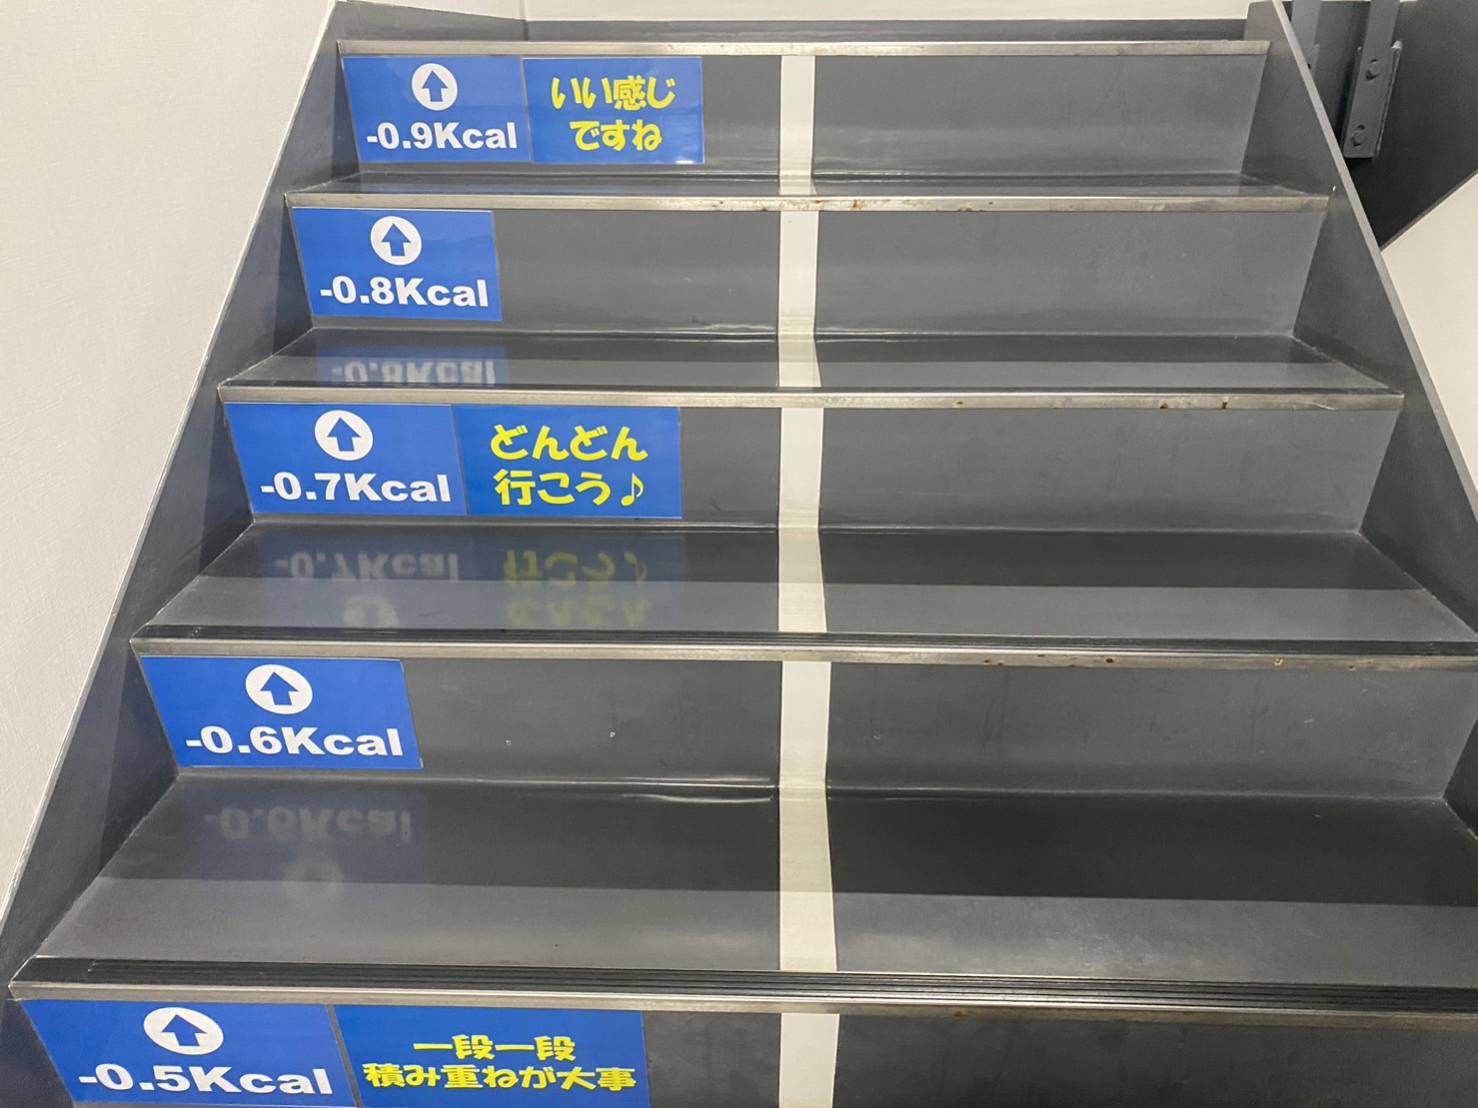 -0.9Kcal
いい感じ
ですね
-0.8Kcal
-0.7Kcal
どんどん
行こう♪
-0.6Kcal
-0.5Kcal
一段一段
積み重ねが大事